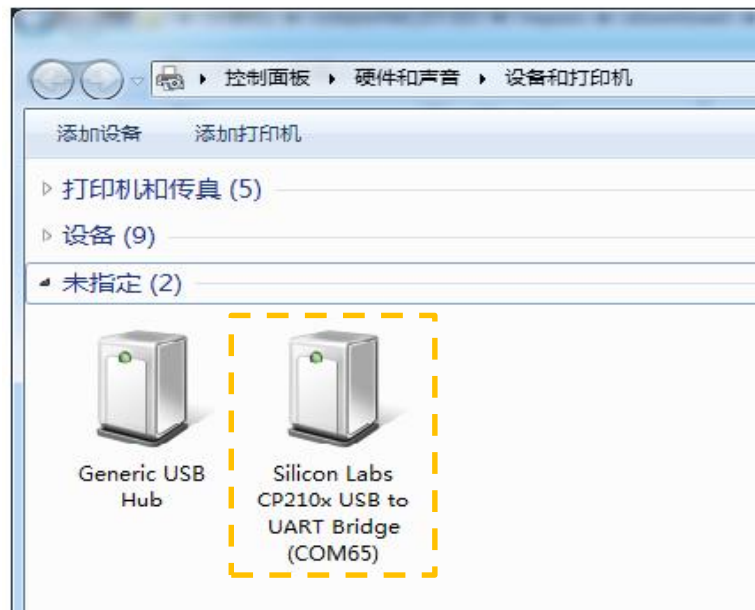 控制面板 硬件和声音 设备和打印机
添加设备 添加打印机
打印机和传真 (5)
设备 (9)
未指定 (2)
Generic USB
Hub
Silicon Labs
CP210x USB to
UART Bridge
(COM65)